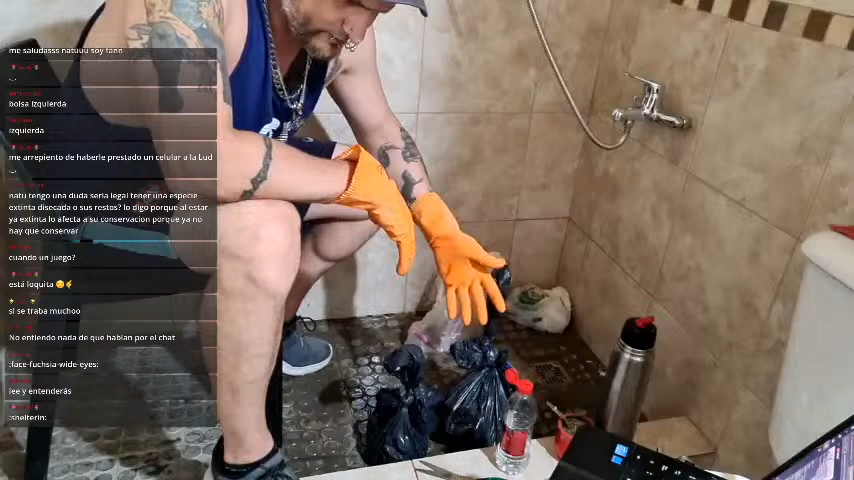 me saludasss natuuu soy fann
bolsa izquierda
izquierda
me arrepiento de haberle prestado un celular a la Lud
natu tengo una duda seria legal tener una especie
extinta disecada o sus restos? lo digo porque al estar
ya extinta lo afecta a su conservacion porque ya no
hay que conservar
cuando un juego?
está loquita
si se traba muchoo
No entiendo nada de que hablan por el chat
:face-fuchsia-wide-eyes:
lee y entenderás
:shelterin: